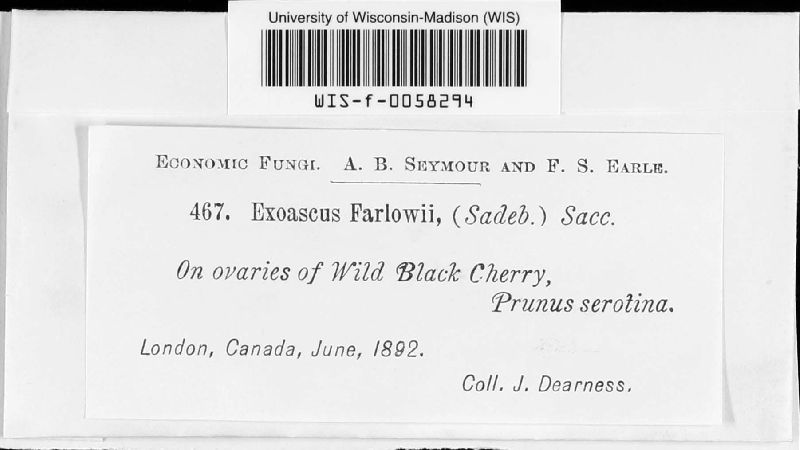 University of Wisconsin-Madison (WIS)
WIS-f-0058294
Economic Fungi. A. B. Seymour and F. S. Earle.
467. Exoascus Farlowii, (Sadeb.) Sacc.
On ovaries of Wild Black Cherry,
Prunus serotina.
London, Canada, June, 1892.
Coll. J. Dearness.